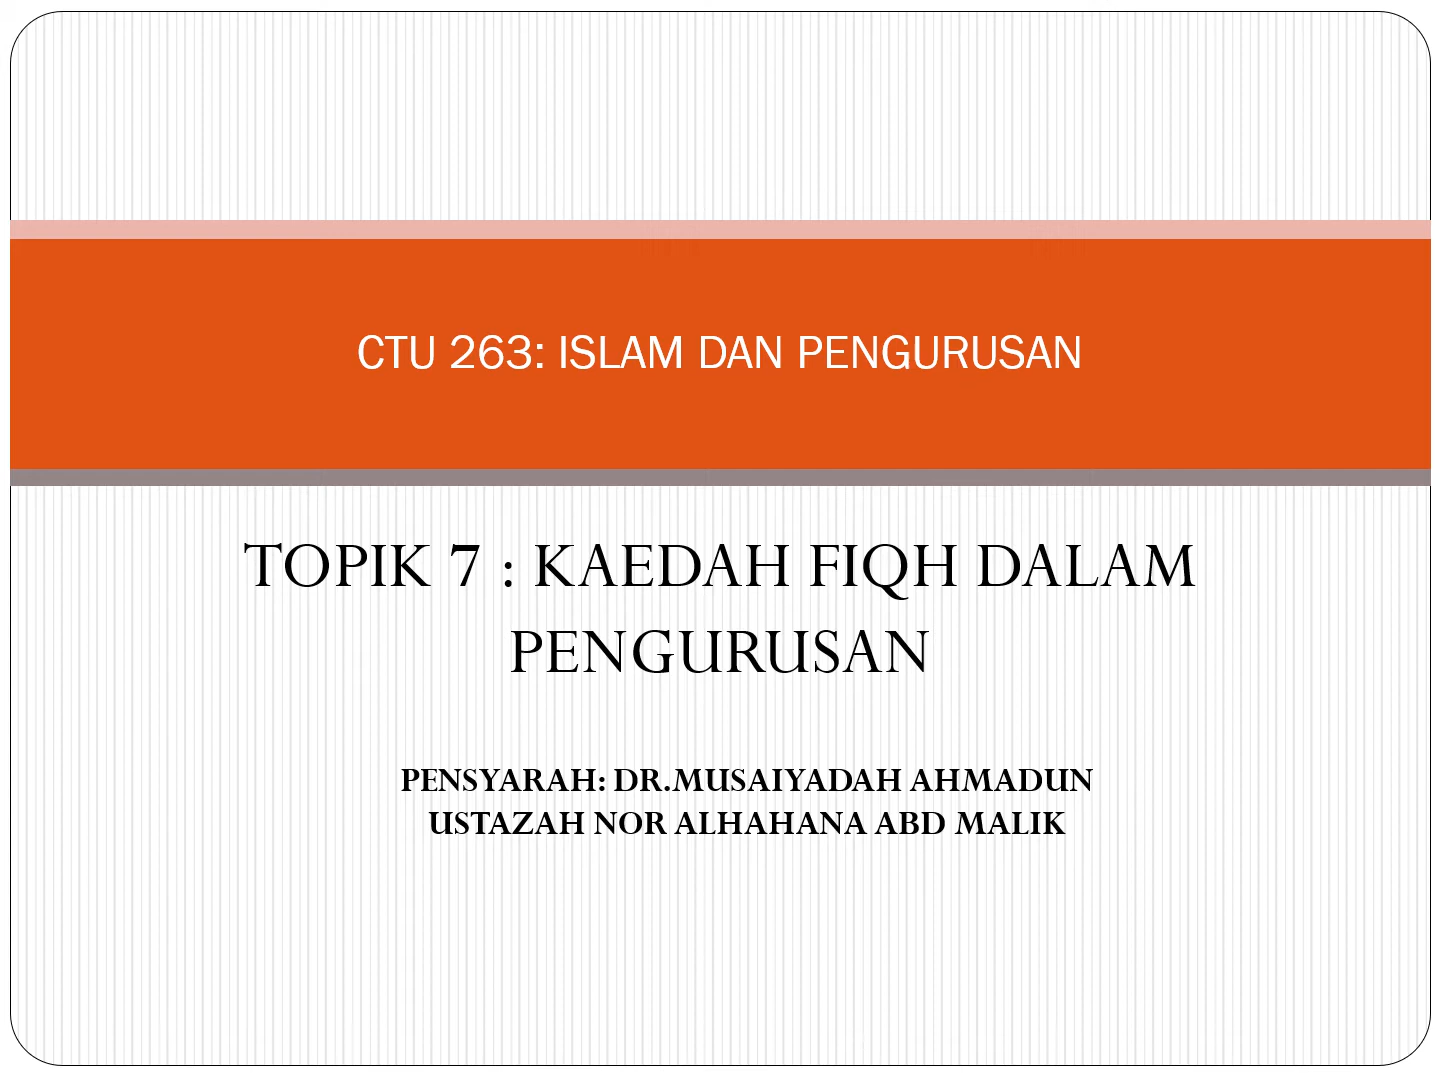 CTU 263: ISLAM DAN PENGURUSAN
TOPIK 7 : KAEDAH FIQH DALAM
PENGURUSAN
PENSYARAH: DR.MUSAIYADAH AHMADUN
USTAZAH NOR ALHAHANA ABD MALIK